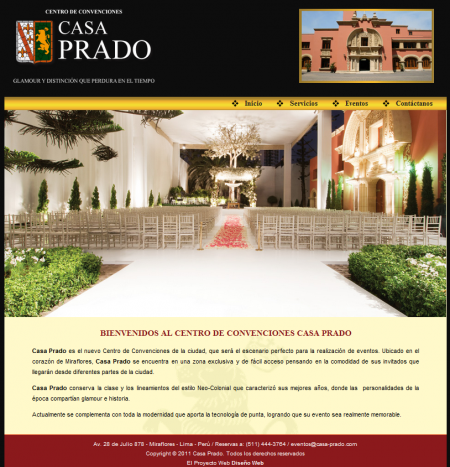 CENTRO DE CONVENCIONES
CASA
PRADO
GLAMOUR Y DISTINCIÓN QUE PERDURA EN EL TIEMPO
Inicio Servicios Eventos Contáctanos
BIENVENIDOS AL CENTRO DE CONVENCIONES CASA PRADO
Casa Prado es el nuevo Centro de Convenciones de la ciudad, que será el escenario perfecto para la realización de eventos. Ubicado en el
corazón de Miraflores, Casa Prado se encuentra en una zona exclusiva y de fácil acceso pensando en la comodidad de sus invitados que
llegarán desde diferentes partes de la ciudad.
Casa Prado conserva la clase y los lineamientos del estilo Neo-Colonial que caracterizó sus mejores años, donde las personalidades de la
época compartían glamour e historia.
Actualmente se complementa con toda la modernidad que aporta la tecnología de punta, logrando que su evento sea realmente memorable.
Av. 28 de Julio 878 - Miraflores - Lima - Perú / Reservas a: (511) 444-3764 / eventos@casa-prado.com
Copyright © 2011 Casa Prado. Todos los derechos reservados
El Proyecto Web Diseño Web